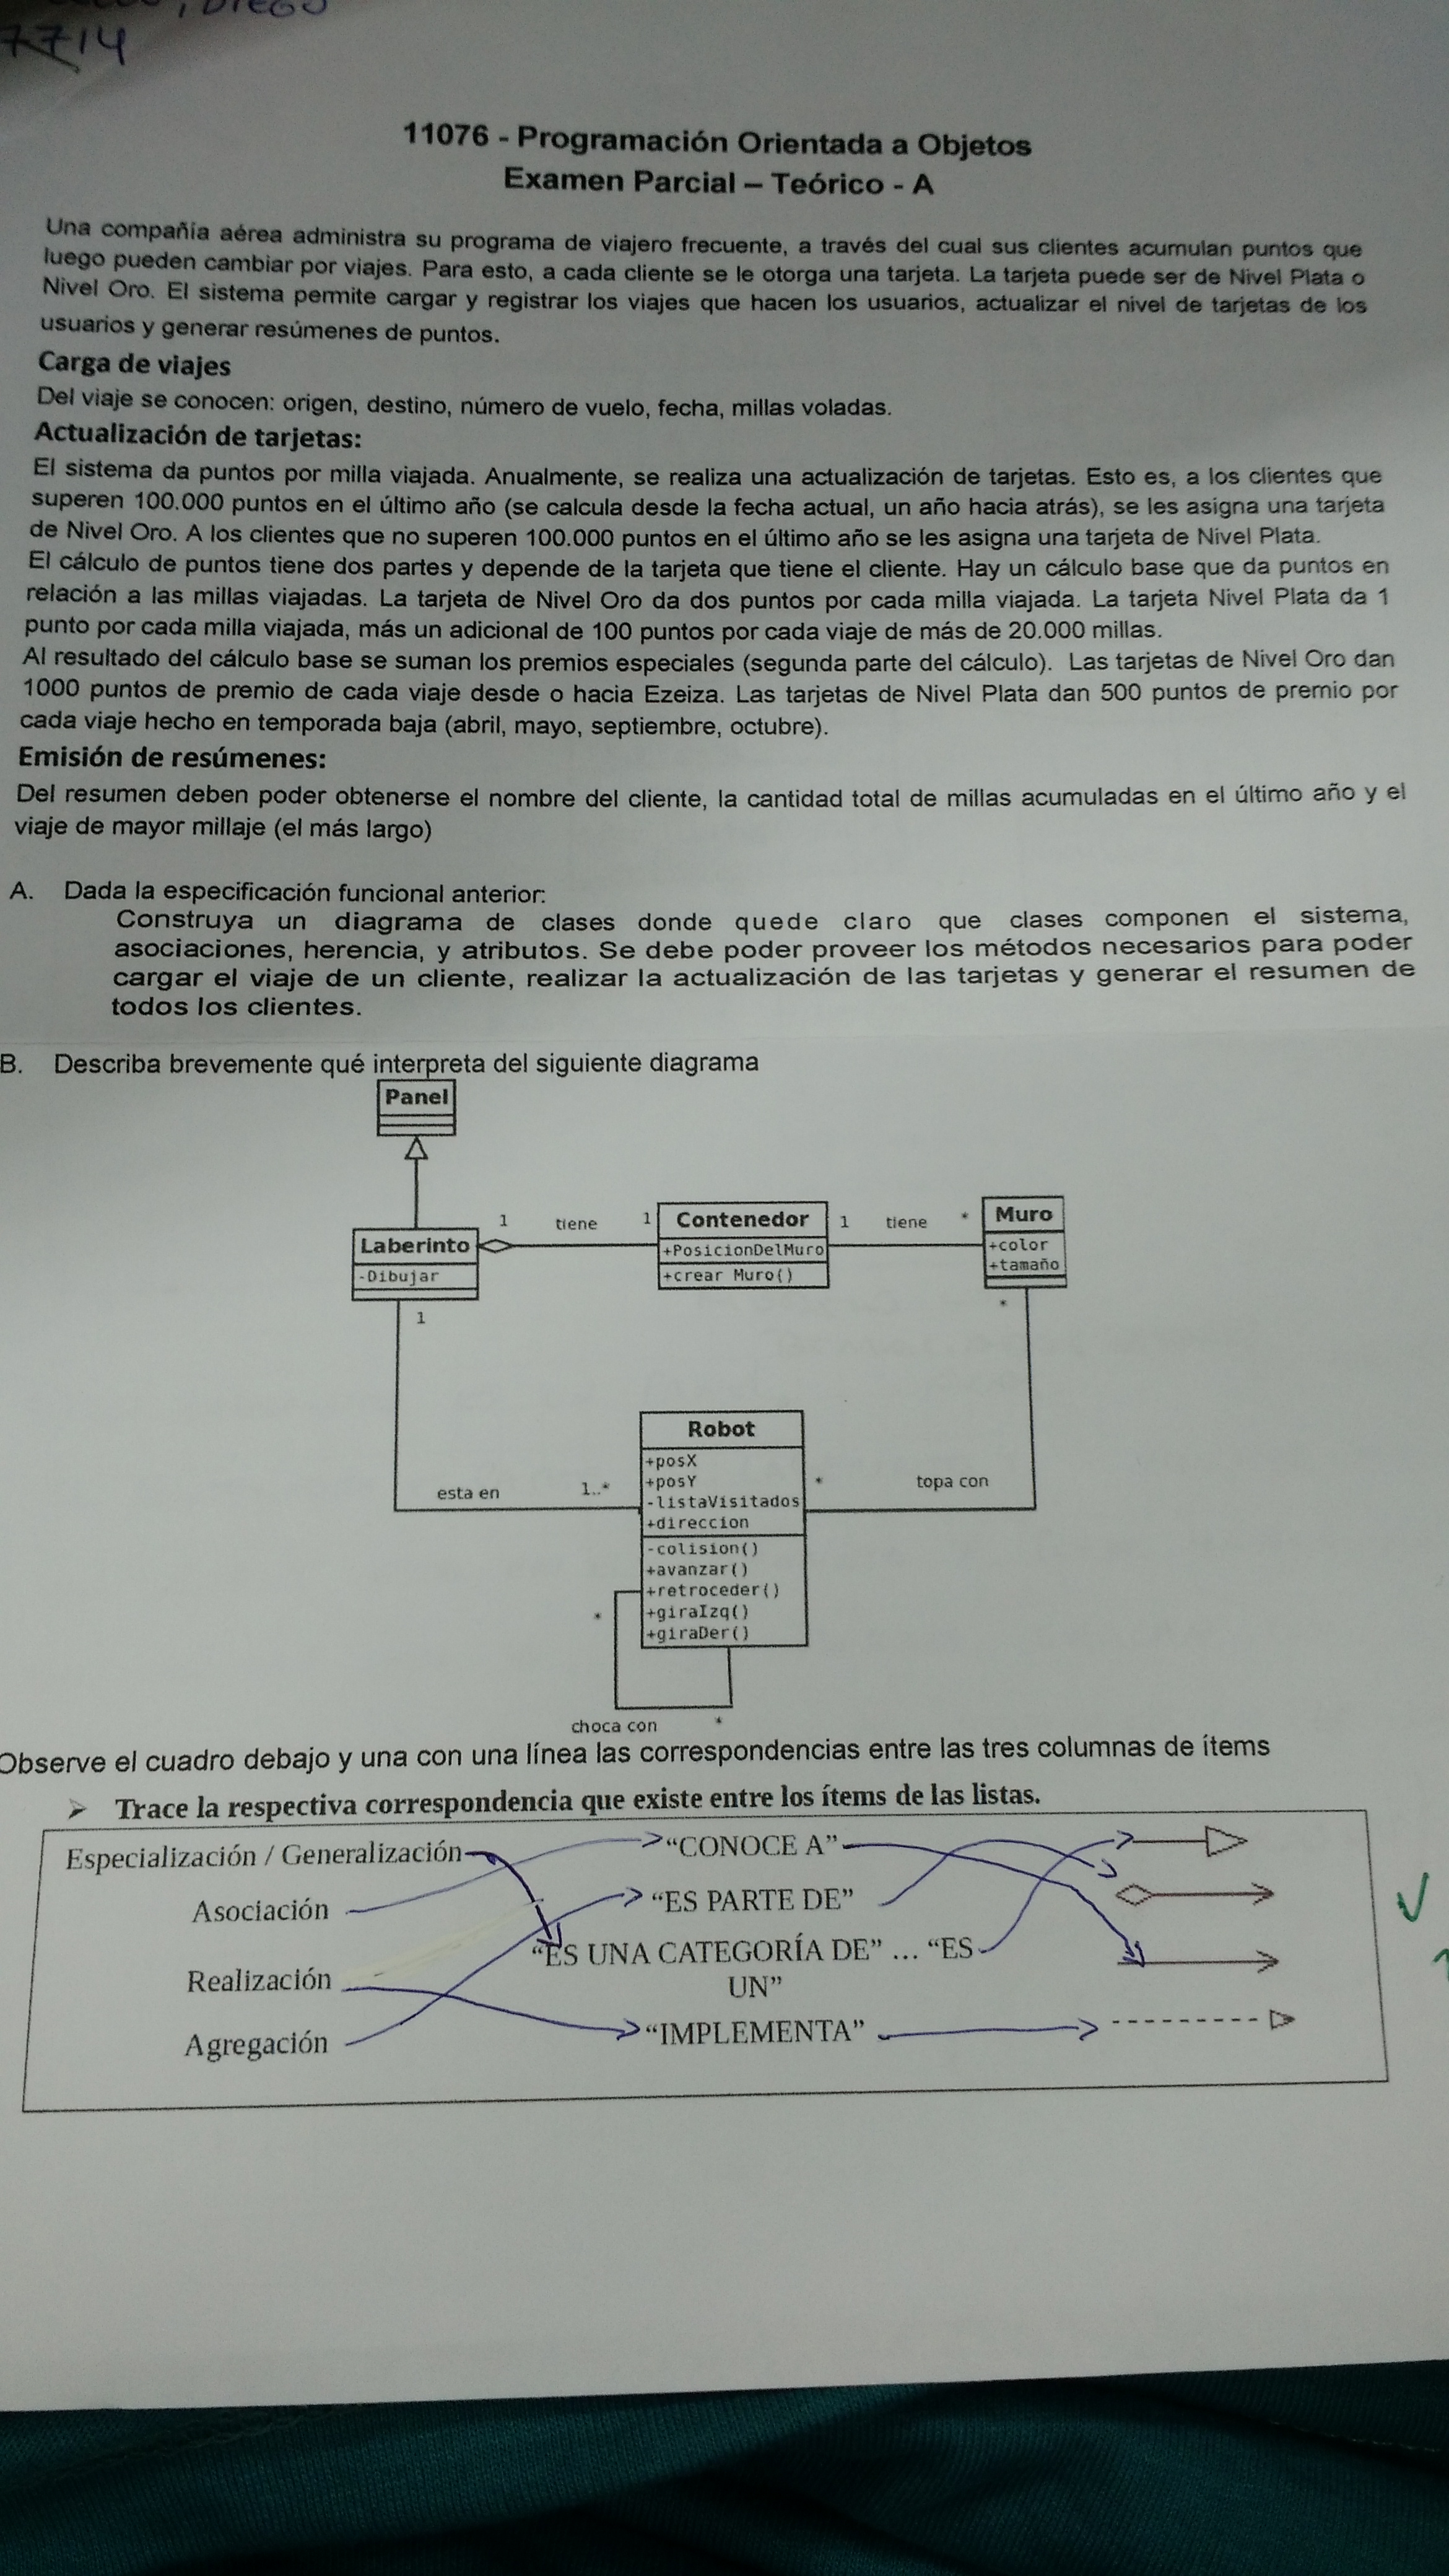 DIEGO
7714
11076 - Programación Orientada a Objetos
Examen Parcial – Teórico - A
Una compañía aérea administra su programa de viajero frecuente, a través del cual sus clientes acumulan puntos que
luego pueden cambiar por viajes. Para esto, a cada cliente se le otorga una tarjeta. La tarjeta puede ser de Nivel Plata o
Nivel Oro. El sistema permite cargar y registrar los viajes que hacen los usuarios, actualizar el nivel de tarjetas de los
usuarios y generar resúmenes de puntos.
Carga de viajes
Del viaje se conocen: origen, destino, número de vuelo, fecha, millas voladas.
Actualización de tarjetas:
El sistema da puntos por milla viajada. Anualmente, se realiza una actualización de tarjetas. Esto es, a los clientes que
superen 100.000 puntos en el último año (se calcula desde la fecha actual, un año hacia atrás), se les asigna una tarjeta
de Nivel Oro. A los clientes que no superen 100.000 puntos en el último año se les asigna una tarjeta de Nivel Plata.
El cálculo de puntos tiene dos partes y depende de la tarjeta que tiene el cliente. Hay un cálculo base que da puntos en
relación a las millas viajadas. La tarjeta de Nivel Oro da dos puntos por cada milla viajada. La tarjeta Nivel Plata da 1
punto por cada milla viajada, más un adicional de 100 puntos por cada viaje de más de 20.000 millas.
Al resultado del cálculo base se suman los premios especiales (segunda parte del cálculo). Las tarjetas de Nivel Oro dan
1000 puntos de premio de cada viaje desde o hacia Ezeiza. Las tarjetas de Nivel Plata dan 500 puntos de premio por
cada viaje hecho en temporada baja (abril, mayo, septiembre, octubre).
Emisión de resúmenes:
Del resumen deben poder obtenerse el nombre del cliente, la cantidad total de millas acumuladas en el último año y el
viaje de mayor millaje (el más largo)
A. Dada la especificación funcional anterior:
Construya un diagrama de clases donde quede claro que clases componen el sistema,
asociaciones, herencia, y atributos. Se debe poder proveer los métodos necesarios para poder
cargar el viaje de un cliente, realizar la actualización de las tarjetas y generar el resumen de
todos los clientes.
B. Describa brevemente qué interpreta del siguiente diagrama
Panel
Laberinto
-Dibujar
1 tiene 1
Contenedor
+PosicionDelMuro
+crear Muro()
1 tiene *
Muro
+color
+tamaño
1
*
Robot
+posX
+posY
-listaVisitados
+direccion
-colision()
+avanzar()
+retroceder()
+giraIzq()
+giraDer()
esta en 1..*
* topa con
*
choca con *
Observe el cuadro debajo y una con una línea las correspondencias entre las tres columnas de ítems
➢ Trace la respectiva correspondencia que existe entre los ítems de las listas.
Especialización / Generalización
Asociación
Realización
Agregación
“CONOCE A”
“ES PARTE DE”
“ES UNA CATEGORÍA DE” ... “ES
UN”
“IMPLEMENTA”